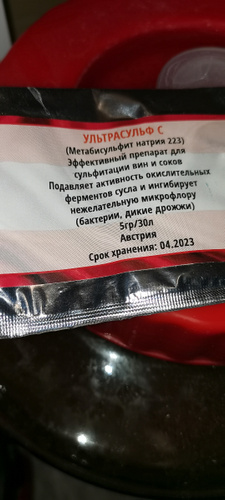 УЛЬТРАСУЛЬФ С
(Метабисульфит натрия 223)
Эффективный препарат для
сульфитации вин и соков
Подавляет активность окислительных
ферментов сусла и ингибирует
нежелательную микрофлору
(бактерии, дикие дрожжи)
5гр/30л
Австрия
Срок хранения: 04.2023